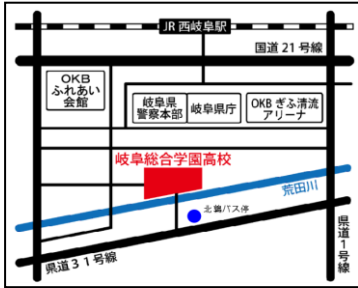 JR 西岐阜駅
国道21号線
OKB
ふれあい
会館
岐阜県
警察本部
岐阜県庁
OKB ぎふ清流
アリーナ
岐阜総合学園高校
荒田川
北鶉バス停
県道31号線
県道1号線